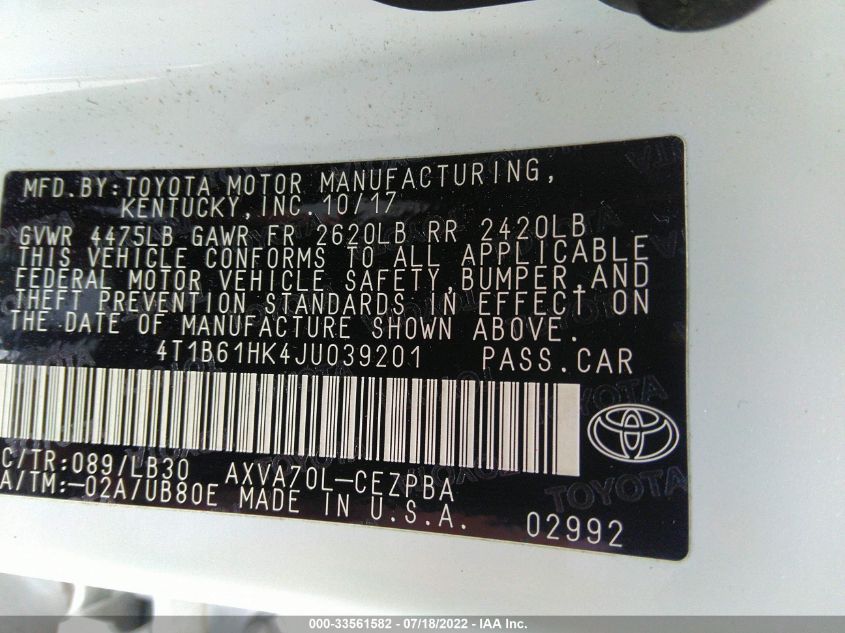 MFD.BY:TOYOTA MOTOR MANUFACTURING,
KENTUCKY,INC. 10/17
GVWR 4475LB GAWR FR 2620LB RR 2420LB
THIS VEHICLE CONFORMS TO ALL APPLICABLE
FEDERAL MOTOR VEHICLE SAFETY,BUMPER,AND
THEFT PREVENTION STANDARDS IN EFFECT ON
THE DATE OF MANUFACTURE SHOWN ABOVE.
4T1B61HK4JU039201 PASS.CAR
C/TR:089/LB30 AXVA70L-CEZPBA
A/TM:-02A/UB80E MADE IN U.S.A.
TOYOTA
02992
000-33561582 - 07/18/2022 - IAA Inc.